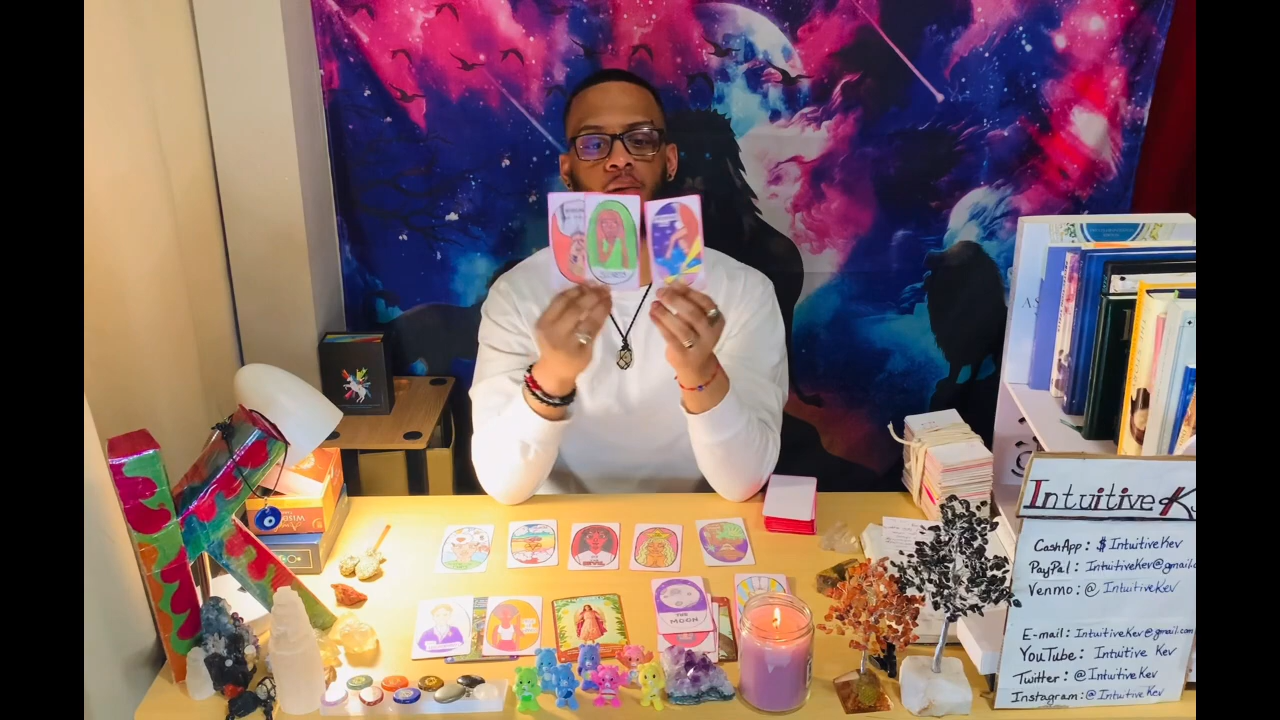 THE
MOON
Intuitive K
CashApp: $ IntuitiveKev
PayPal: IntuitiveKev@gmail.c
Venmo: @IntuitiveKev
E-mail: IntuitiveKev@gmail.com
YouTube: Intuitive Kev
Twitter: @IntuitiveKev
Instagram: @IntuitiveKev